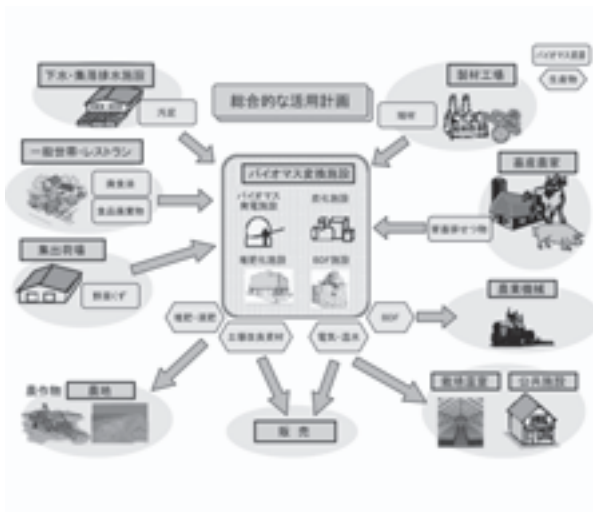 下水・集落排水施設
汚泥
総合的な活用計画
製材工場
バイオマス資源
生産物
端材
一般世帯・レストラン
廃食油
食品廃棄物
バイオマス変換施設
バイオマス
発電施設
炭化施設
堆肥化施設
BDF施設
畜産農家
家畜排せつ物
集出荷場
野菜くず
農業機械
堆肥・液肥
土壌改良資材
電気・温水
BDF
農作物
農地
販売
栽培温室
公共施設